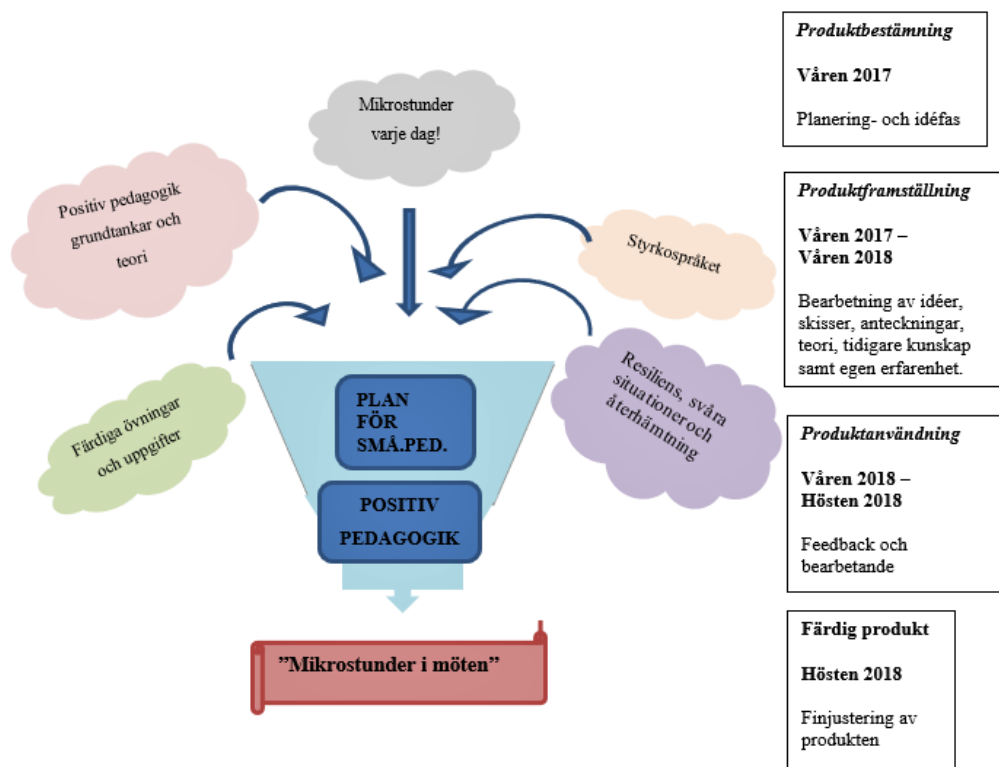 Mikrostunder
varje dag!
Positiv pedagogik
grundtankar och
teori
Styrkospråket
Färdiga övningar
och uppgifter
Resiliens, svåra
situationer och
återhämtning
PLAN
FÖR
SMÅ.PED.
POSITIV
PEDAGOGIK
”Mikrostunder i möten”
Produktbestämning
Våren 2017
Planering- och idéfas
Produktframställning
Våren 2017 –
Våren 2018
Bearbetning av idéer,
skisser, anteckningar,
teori, tidigare kunskap
samt egen erfarenhet.
Produktanvändning
Våren 2018 –
Hösten 2018
Feedback och
bearbetande
Färdig produkt
Hösten 2018
Finjustering av
produkten